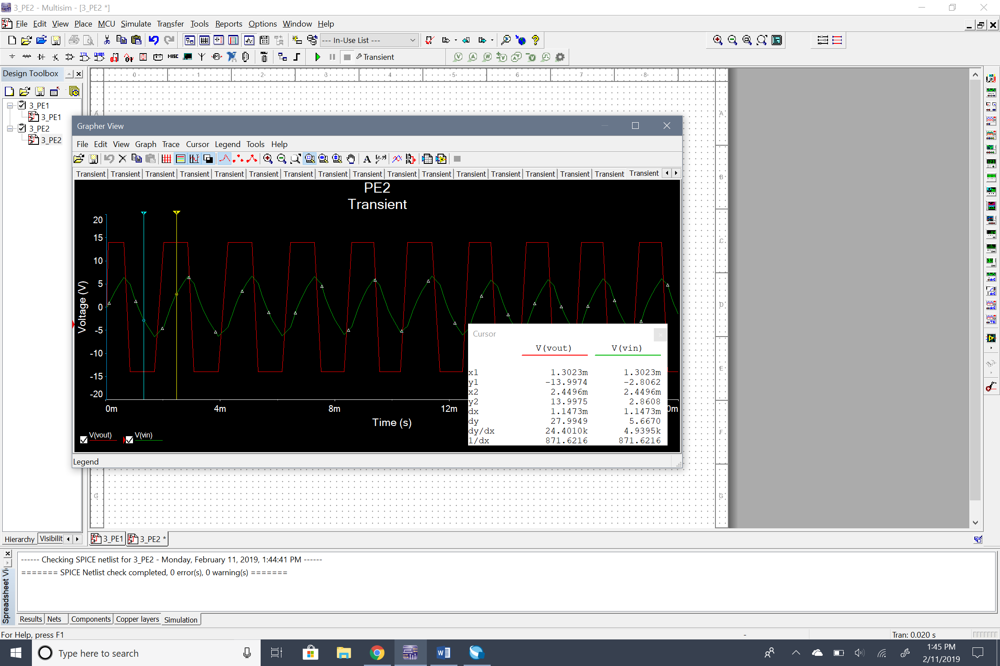 3_PE2 - Multisim - [3_PE2 *]
File Edit View Place MCU Simulate Transfer Tools Reports Options Window Help
--- In-Use List ---
MISC Transient
Design Toolbox
3_PE1
3_PE1
3_PE2
3_PE2
0 1 2 3 4 5 6 7 8
A
A
B
C
D
E
F
G
G
Grapher View
File Edit View Graph Trace Cursor Legend Tools Help
Transient Transient Transient Transient Transient Transient Transient Transient Transient Transient Transient Transient Transient Transient Transient Transient Transient
PE2
Transient
Voltage (V)
20
15
10
5
0
-5
-10
-15
-20
0m 4m 8m 12m 0m
Time (s)
V(vout) V(vin)
Cursor
V(vout) V(vin)
x1 1.3023m 1.3023m
y1 -13.9974 -2.8062
x2 2.4496m 2.4496m
y2 13.9975 2.8608
dx 1.1473m 1.1473m
dy 27.9949 5.6670
dy/dx 24.4010k 4.9395k
1/dx 871.6216 871.6216
Legend
Hierarchy Visibilit
3_PE1 3_PE2 *
Spreadsheet Vi
------ Checking SPICE netlist for 3_PE2 - Monday, February 11, 2019, 1:44:41 PM ------
======= SPICE Netlist check completed, 0 error(s), 0 warning(s) =======
Results Nets Components Copper layers Simulation
For Help, press F1 - Tran: 0.020 s
Type here to search
1:45 PM
2/11/2019